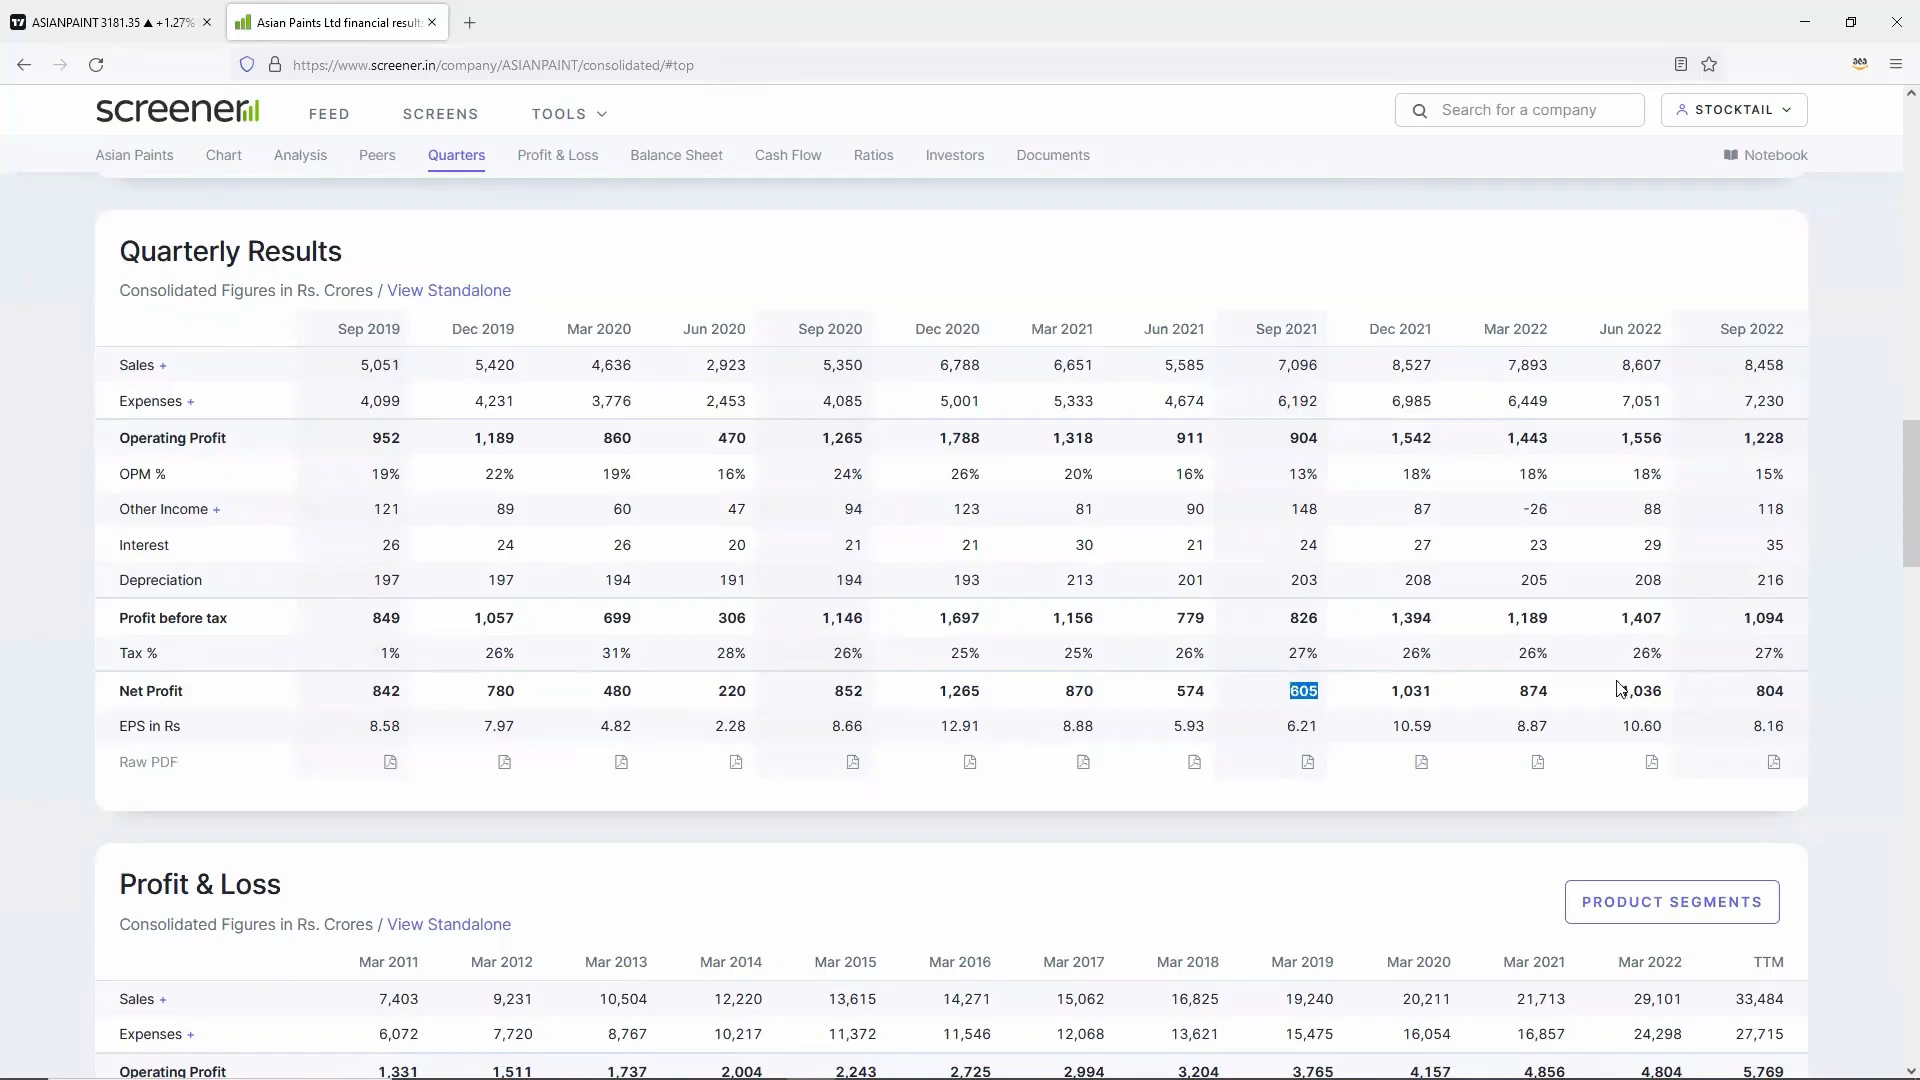 ASIANPAINT 3181.35 ▲ +1.27%
Asian Paints Ltd financial result
https://www.screener.in/company/ASIANPAINT/consolidated/#top
screener
FEED SCREENS TOOLS
Search for a company
STOCKTAIL
Asian Paints Chart Analysis Peers Quarters Profit & Loss Balance Sheet Cash Flow Ratios Investors Documents Notebook
Quarterly Results
Consolidated Figures in Rs. Crores / View Standalone
Sep 2019 Dec 2019 Mar 2020 Jun 2020 Sep 2020 Dec 2020 Mar 2021 Jun 2021 Sep 2021 Dec 2021 Mar 2022 Jun 2022 Sep 2022
Sales + 5,051 5,420 4,636 2,923 5,350 6,788 6,651 5,585 7,096 8,527 7,893 8,607 8,458
Expenses + 4,099 4,231 3,776 2,453 4,085 5,001 5,333 4,674 6,192 6,985 6,449 7,051 7,230
Operating Profit 952 1,189 860 470 1,265 1,788 1,318 911 904 1,542 1,443 1,556 1,228
OPM % 19% 22% 19% 16% 24% 26% 20% 16% 13% 18% 18% 18% 15%
Other Income + 121 89 60 47 94 123 81 90 148 87 -26 88 118
Interest 26 24 26 20 21 21 30 21 24 27 23 29 35
Depreciation 197 197 194 191 194 193 213 201 203 208 205 208 216
Profit before tax 849 1,057 699 306 1,146 1,697 1,156 779 826 1,394 1,189 1,407 1,094
Tax % 1% 26% 31% 28% 26% 25% 25% 26% 27% 26% 26% 26% 27%
Net Profit 842 780 480 220 852 1,265 870 574 605 1,031 874 1,036 804
EPS in Rs 8.58 7.97 4.82 2.28 8.66 12.91 8.88 5.93 6.21 10.59 8.87 10.60 8.16
Raw PDF
Profit & Loss
Consolidated Figures in Rs. Crores / View Standalone
PRODUCT SEGMENTS
Mar 2011 Mar 2012 Mar 2013 Mar 2014 Mar 2015 Mar 2016 Mar 2017 Mar 2018 Mar 2019 Mar 2020 Mar 2021 Mar 2022 TTM
Sales + 7,403 9,231 10,504 12,220 13,615 14,271 15,062 16,825 19,240 20,211 21,713 29,101 33,484
Expenses + 6,072 7,720 8,767 10,217 11,372 11,546 12,068 13,621 15,475 16,054 16,857 24,298 27,715
Operating Profit 1,331 1,511 1,737 2,004 2,243 2,725 2,994 3,204 3,765 4,157 4,856 4,804 5,769